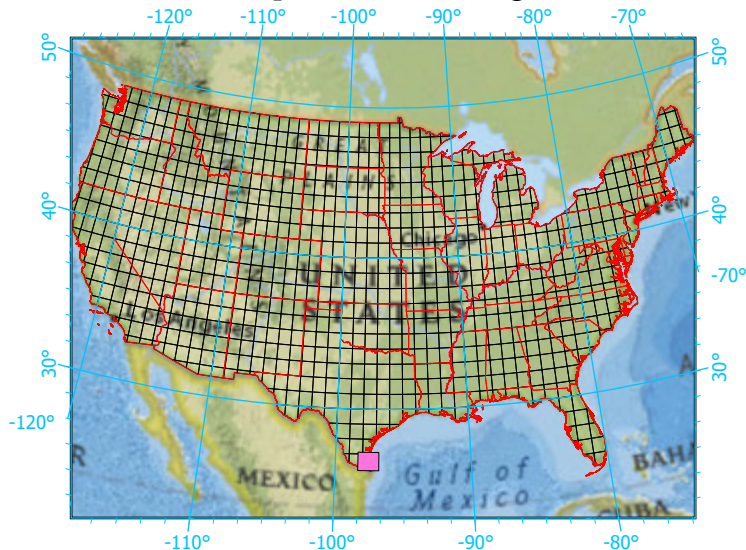 -120° -110° -100° -90° -80° -70°
50° 50°
GREAT
PLAINS
40° New 40°
Chicago
UNITED -70°
STATES
Los Angeles
30° A 30°
-120°
R BAHA
MEXICO Gulf of
Mexico CUBA
-110° -100° -90° -80°